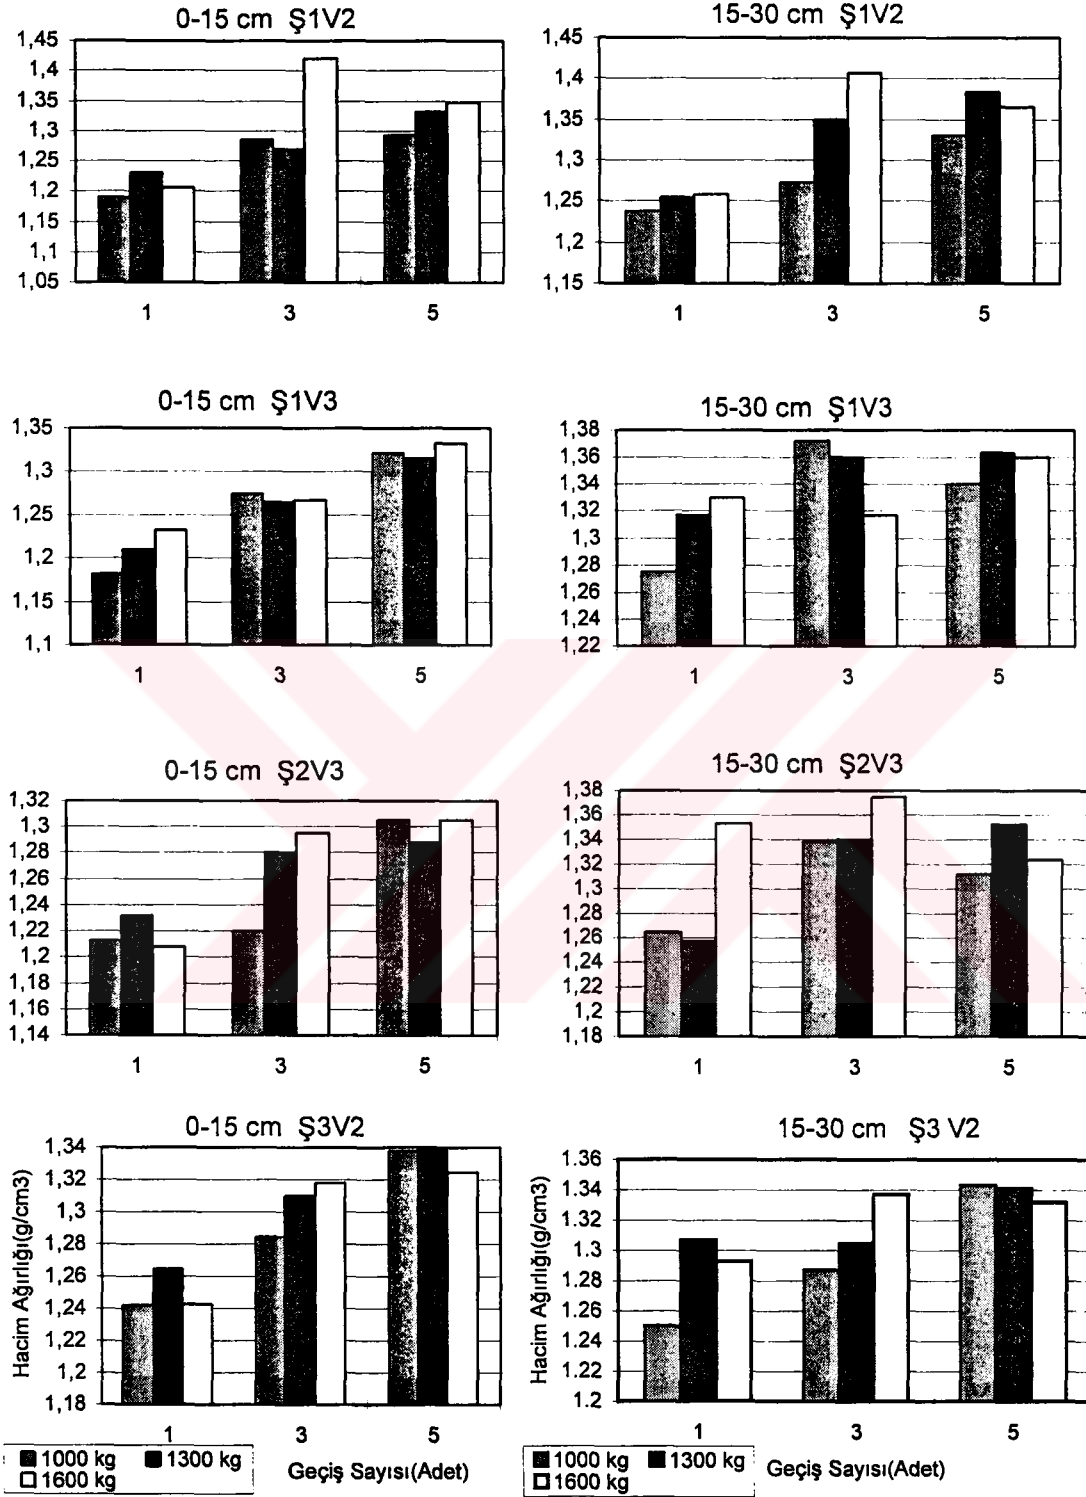 0-15 cm Ş1V2
1,45
1,4
1,35
1,3
1,25
1,2
1,15
1,1
1,05
1 3 5
15-30 cm Ş1V2
1,45
1,4
1,35
1,3
1,25
1,2
1,15
1 3 5
0-15 cm Ş1V3
1,35
1,3
1,25
1,2
1,15
1,1
1 3 5
15-30 cm Ş1V3
1,38
1,36
1,34
1,32
1,3
1,28
1,26
1,24
1,22
1 3 5
0-15 cm Ş2V3
1,32
1,3
1,28
1,26
1,24
1,22
1,2
1,18
1,16
1,14
1 3 5
15-30 cm Ş2V3
1,38
1,36
1,34
1,32
1,3
1,28
1,26
1,24
1,22
1,2
1,18
1 3 5
0-15 cm Ş3V2
Hacim Ağırlığı(g/cm3)
1,34
1,32
1,3
1,28
1,26
1,24
1,22
1,2
1,18
1 3 5
1000 kg 1300 kg
1600 kg
Geçiş Sayısı(Adet)
15-30 cm Ş3 V2
Hacim Ağırlığı(g/cm3)
1.36
1.34
1.32
1.3
1.28
1.26
1.24
1.22
1.2
1 3 5
1000 kg 1300 kg
1600 kg
Geçiş Sayısı(Adet)